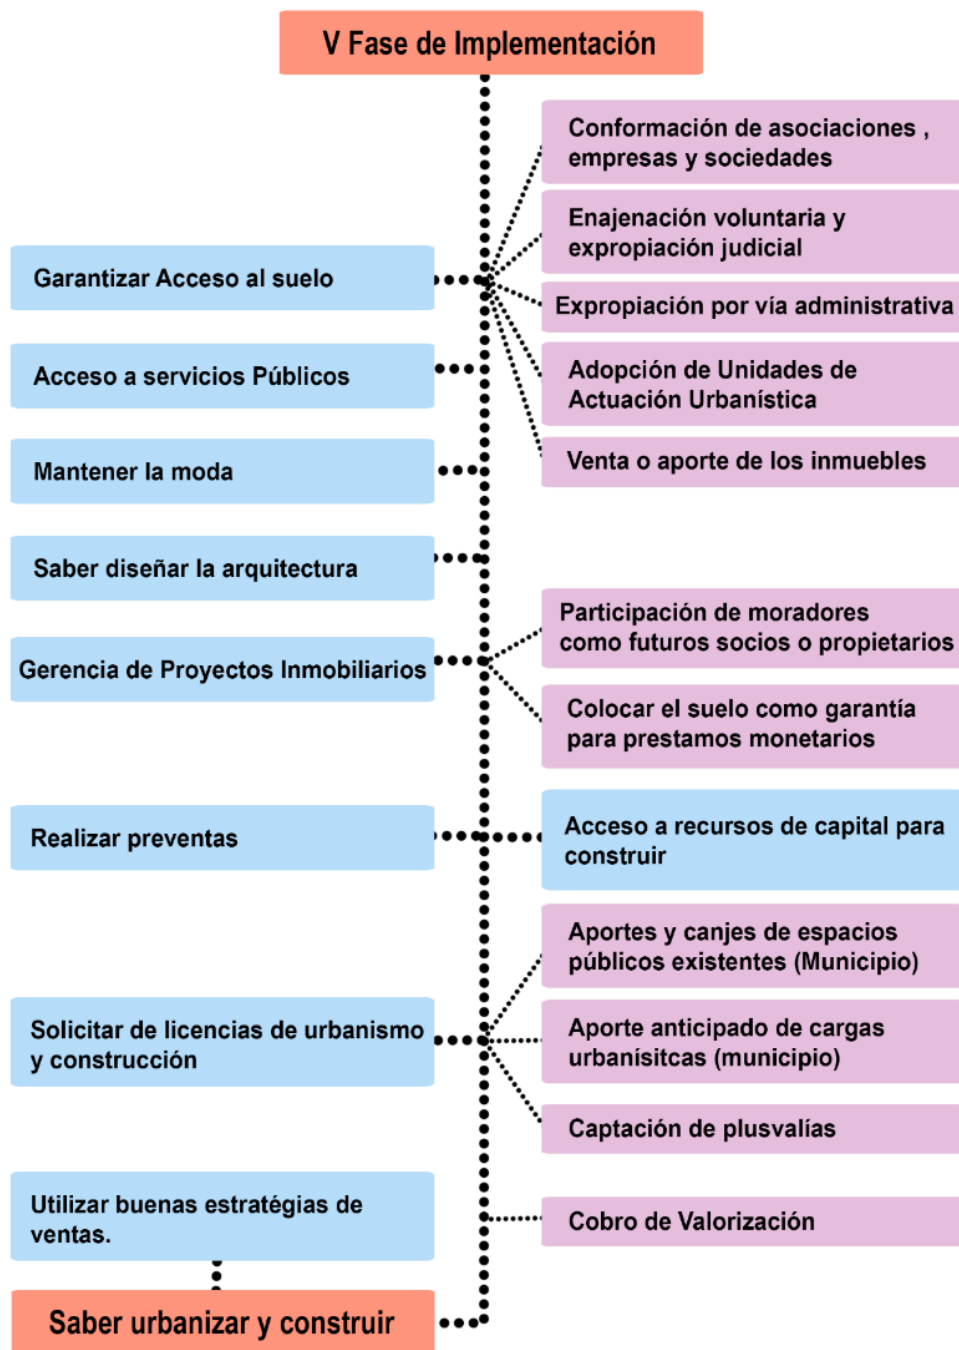 V Fase de Implementación
Conformación de asociaciones ,
empresas y sociedades
Enajenación voluntaria y
expropiación judicial
Garantizar Acceso al suelo
Expropiación por vía administrativa
Acceso a servicios Públicos
Adopción de Unidades de
Actuación Urbanística
Mantener la moda
Venta o aporte de los inmuebles
Saber diseñar la arquitectura
Participación de moradores
como futuros socios o propietarios
Gerencia de Proyectos Inmobiliarios
Colocar el suelo como garantía
para prestamos monetarios
Realizar preventas
Acceso a recursos de capital para
construir
Aportes y canjes de espacios
públicos existentes (Municipio)
Solicitar de licencias de urbanismo
y construcción
Aporte anticipado de cargas
urbanísitcas (municipio)
Captación de plusvalías
Utilizar buenas estratégias de
ventas.
Cobro de Valorización
Saber urbanizar y construir